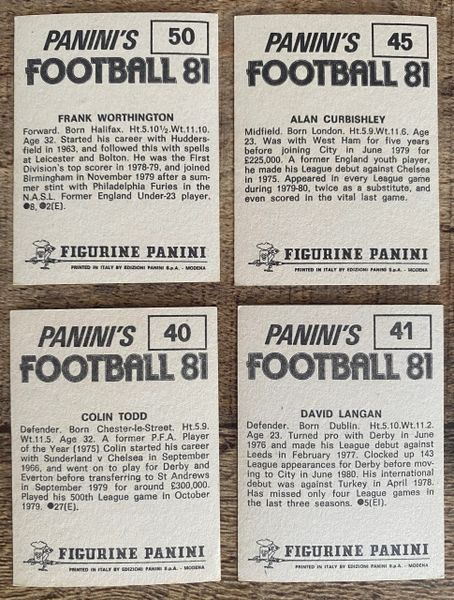 PANINI'S 50
FOOTBALL 81
FRANK WORTHINGTON
Forward. Born Halifax. Ht.5.10½.Wt.11.10.
Age 32. Started his career with Hudders-
field in 1963, and followed this with spells
at Leicester and Bolton. He was the First
Division's top scorer in 1978-79, and joined
Birmingham in November 1979 after a sum-
mer stint with Philadelphia Furies in the
N.A.S.L. Former England Under-23 player.
●8, ●2(E).
FIGURINE PANINI
PRINTED IN ITALY BY EDIZIONI PANINI S.p.A. - MODENA
PANINI'S 45
FOOTBALL 81
ALAN CURBISHLEY
Midfield. Born London. Ht.5.9.Wt.11.6. Age
23. Was with West Ham for five years
before joining City in June 1979 for
£225,000. A former England youth player,
he made his League debut against Chelsea
in 1975. Appeared in every League game
during 1979-80, twice as a substitute, and
even scored in the vital last game.
FIGURINE PANINI
PRINTED IN ITALY BY EDIZIONI PANINI S.p.A. - MODENA
PANINI'S 40
FOOTBALL 81
COLIN TODD
Defender. Born Chester-le-Street. Ht.5.9.
Wt.11.5. Age 32. A former P.F.A. Player
of the Year (1975) Colin started his career
with Sunderland v Chelsea in September
1966, and went on to play for Derby and
Everton before transferring to St Andrews
in September 1979 for around £300,000.
Played his 500th League game in October
1979. ●27(E).
FIGURINE PANINI
PRINTED IN ITALY BY EDIZIONI PANINI S.p.A. - MODENA
PANINI'S 41
FOOTBALL 81
DAVID LANGAN
Defender. Born Dublin. Ht.5.10.Wt.11.2.
Age 23. Turned pro with Derby in June
1976 and made his League debut against
Leeds in February 1977. Clocked up 143
League appearances for Derby before mov-
ing to City in June 1980. His international
debut was against Turkey in April 1978.
Has missed only four League games in
the last three seasons. ●5(EI).
FIGURINE PANINI
PRINTED IN ITALY BY EDIZIONI PANINI S.p.A. - MODENA